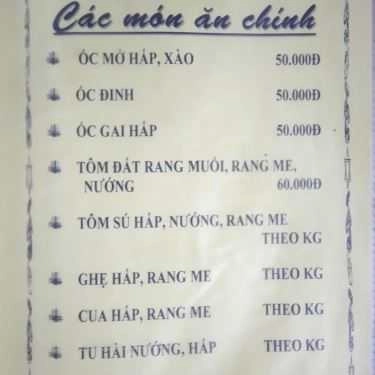 Các món ăn chính
ỐC MỞ HẤP, XÀO 50.000Đ
ỐC ĐINH 50.000Đ
ỐC GAI HẤP 50.000Đ
TÔM ĐẤT RANG MUỐI, RANG ME,
NƯỚNG 60.000Đ
TÔM SÚ HẤP, NƯỚNG, RANG ME
THEO KG
GHẸ HẤP, RANG ME THEO KG
CUA HẤP, RANG ME THEO KG
TU HÀI NƯỚNG, HẤP THEO KG